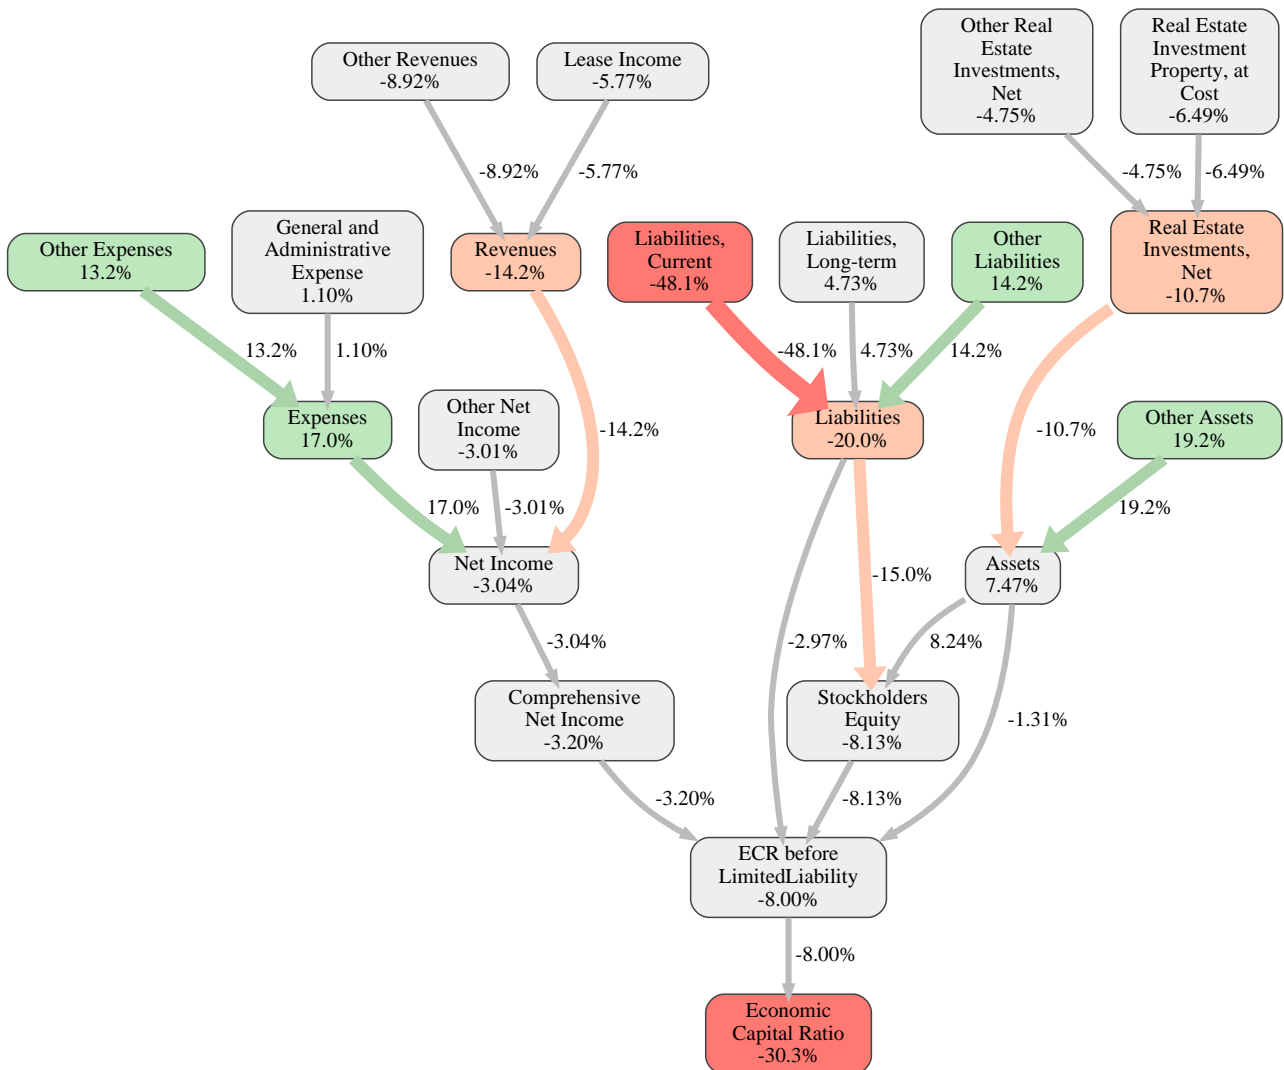 Other Real
Estate
Investments,
Net
-4.75%
Real Estate
Investment
Property, at
Cost
-6.49%
Other Revenues
-8.92%
Lease Income
-5.77%
-8.92%
-5.77%
-4.75%
-6.49%
Other Expenses
13.2%
General and
Administrative
Expense
1.10%
Revenues
-14.2%
Liabilities,
Current
-48.1%
Liabilities,
Long-term
4.73%
Other
Liabilities
14.2%
Real Estate
Investments,
Net
-10.7%
13.2%
1.10%
-48.1%
4.73%
14.2%
Expenses
17.0%
Other Net
Income
-3.01%
-14.2%
Liabilities
-20.0%
-10.7%
Other Assets
19.2%
17.0%
-3.01%
19.2%
Net Income
-3.04%
-15.0%
Assets
7.47%
-3.04%
-2.97%
8.24%
Comprehensive
Net Income
-3.20%
Stockholders
Equity
-8.13%
-1.31%
-3.20%
-8.13%
ECR before
LimitedLiability
-8.00%
-8.00%
Economic
Capital Ratio
-30.3%